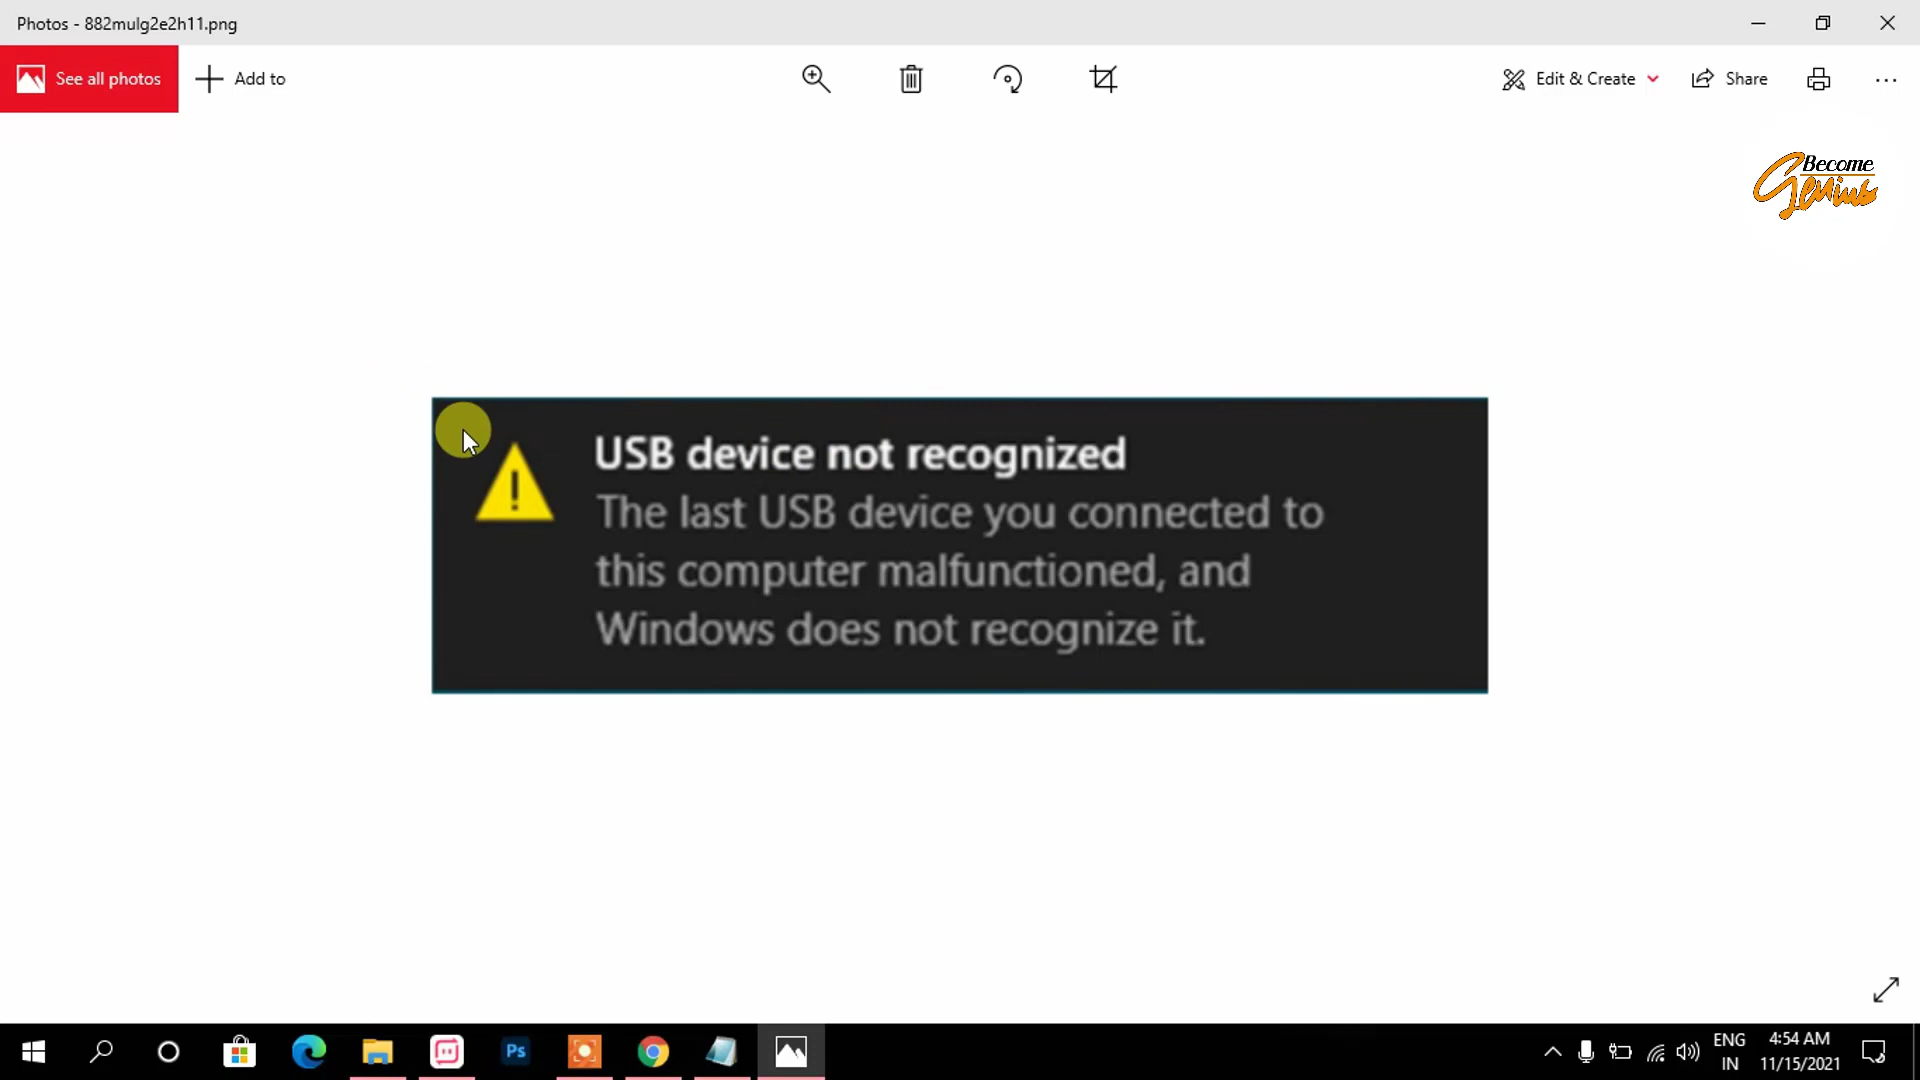 Photos - 882mulg2e2h11.png
See all photos
Add to
Edit & Create
Share
Become
Genius
USB device not recognized
The last USB device you connected to
this computer malfunctioned, and
Windows does not recognize it.
Ps
ENG
IN
4:54 AM
11/15/2021